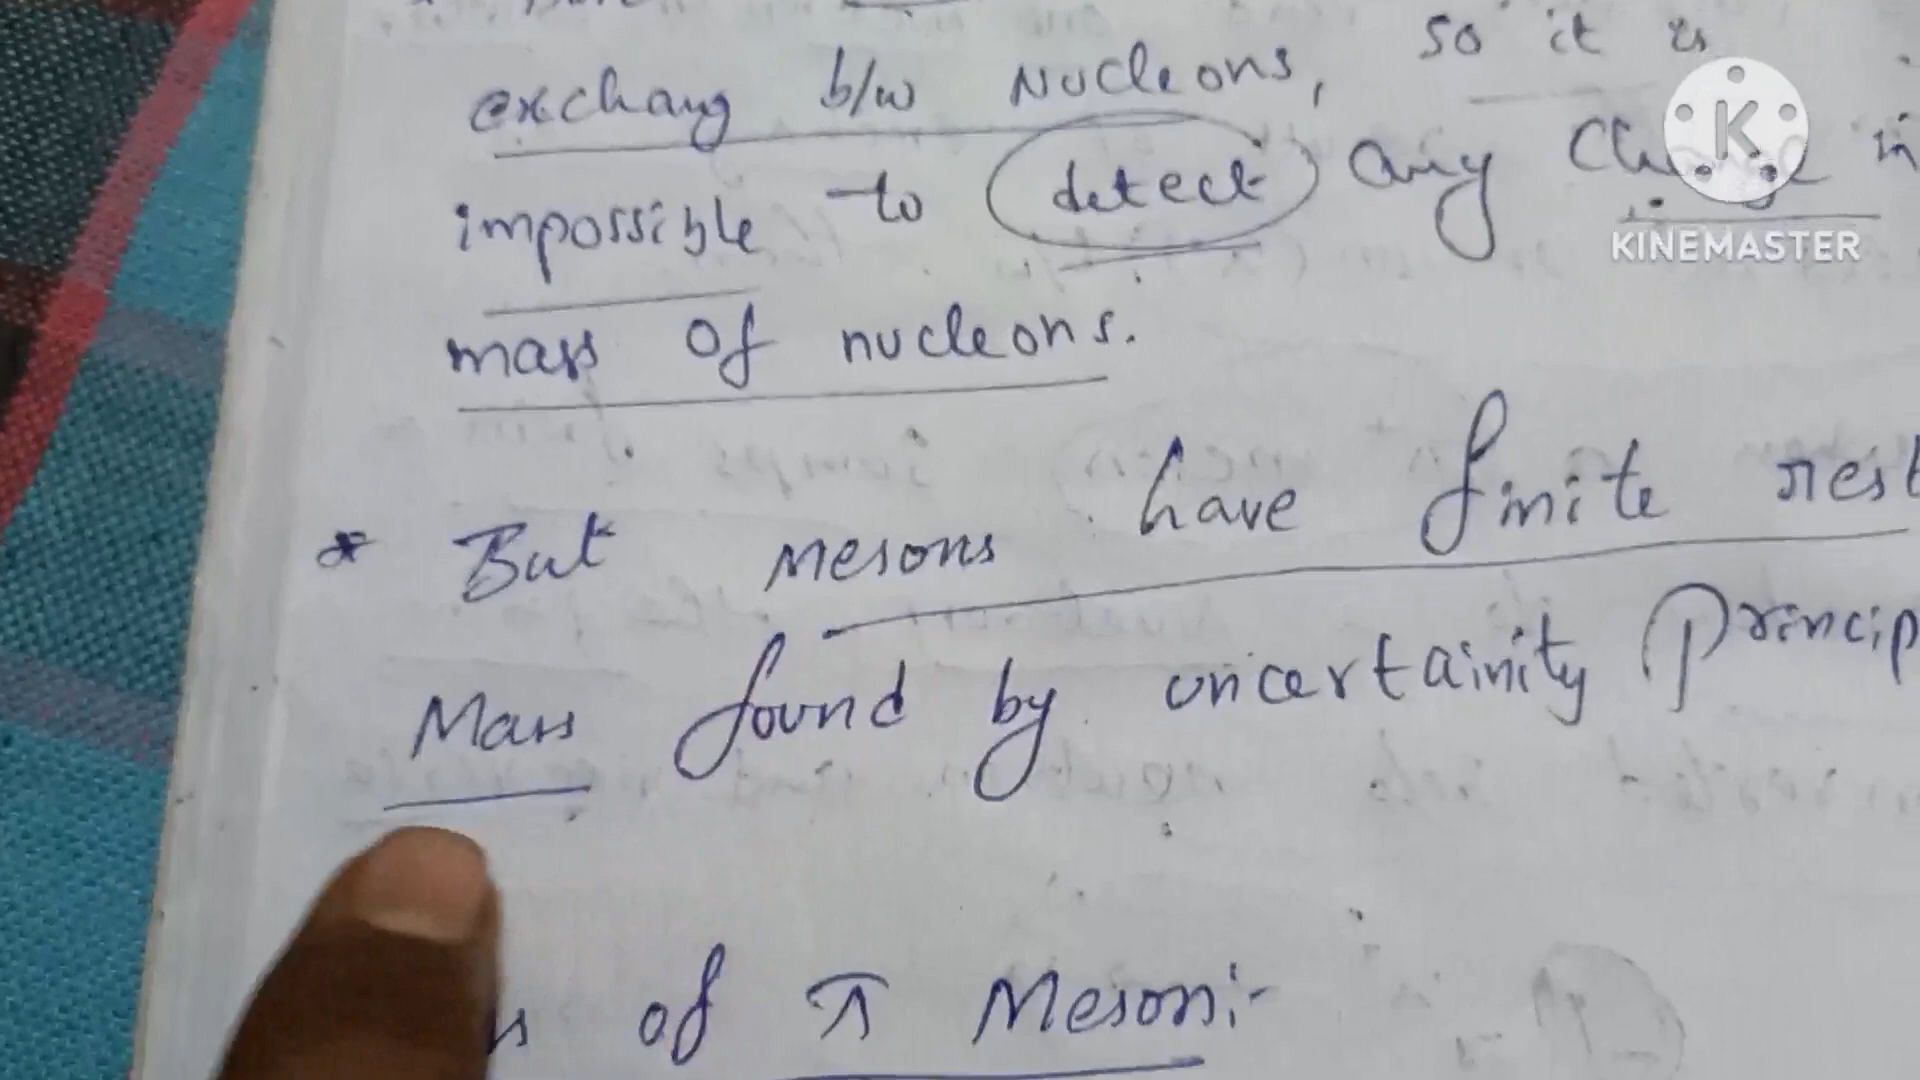 exchang b/w Nucleons, so it is
impossible to detect any in
mass of nucleons.
* But mesons have finite rest
Mass found by uncertainity Princip
of π Meson:-
K
KINEMASTER